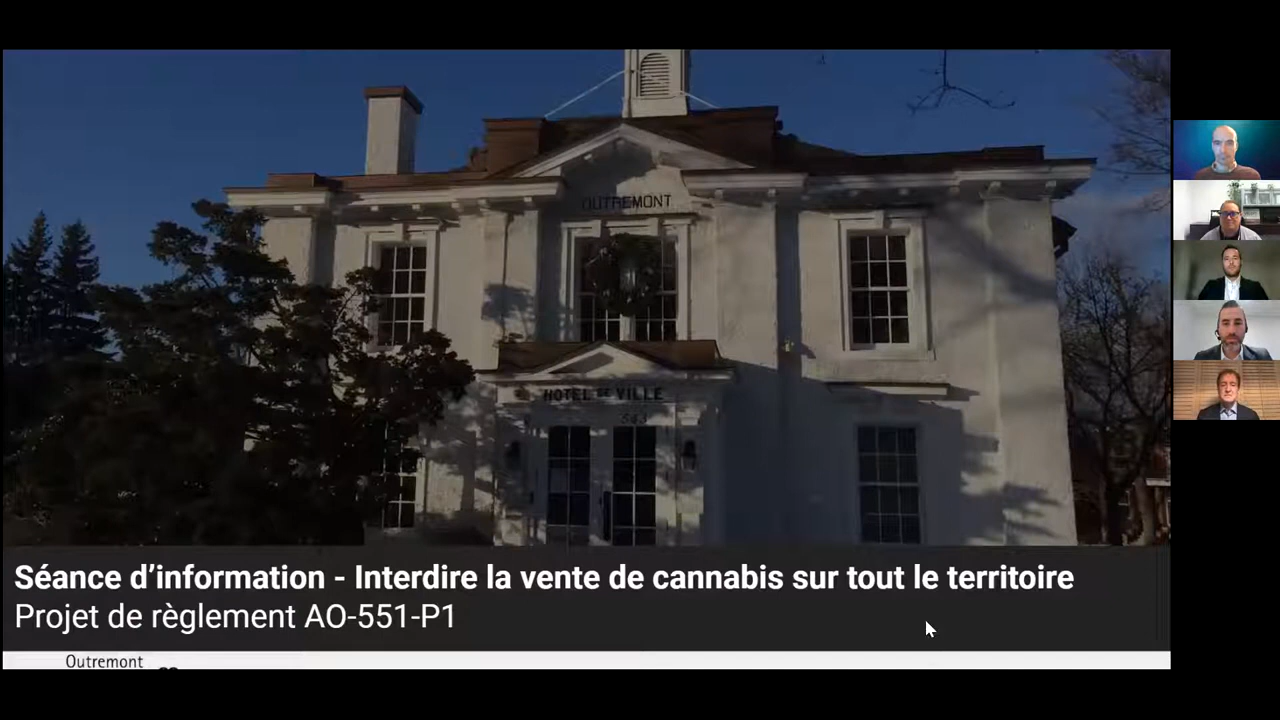 OUTREMONT
HOTEL DE VILLE
543
Séance d’information - Interdire la vente de cannabis sur tout le territoire
Projet de règlement AO-551-P1
Outremont